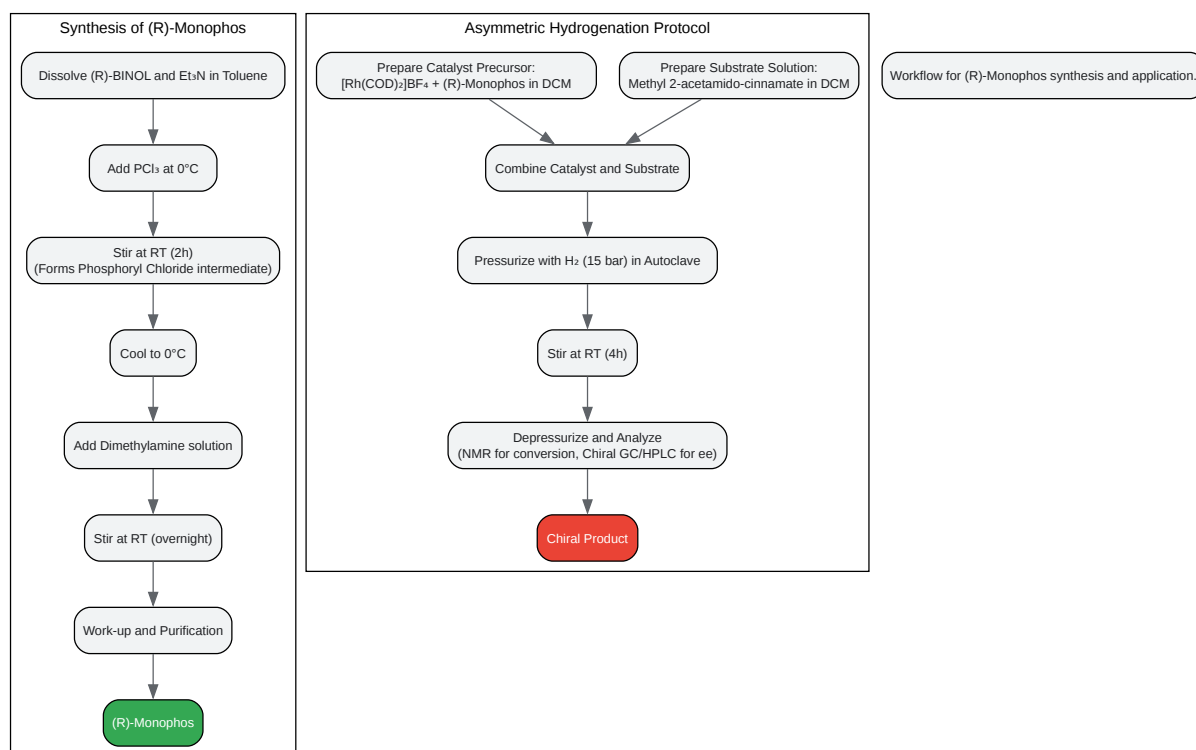 Synthesis of (R)-Monophos
Dissolve (R)-BINOL and Et₃N in Toluene
Add PCl₃ at 0°C
Stir at RT (2h)
(Forms Phosphoryl Chloride intermediate)
Cool to 0°C
Add Dimethylamine solution
Stir at RT (overnight)
Work-up and Purification
(R)-Monophos
Asymmetric Hydrogenation Protocol
Prepare Catalyst Precursor:
[Rh(COD)₂]BF₄ + (R)-Monophos in DCM
Prepare Substrate Solution:
Methyl 2-acetamido-cinnamate in DCM
Combine Catalyst and Substrate
Pressurize with H₂ (15 bar) in Autoclave
Stir at RT (4h)
Depressurize and Analyze
(NMR for conversion, Chiral GC/HPLC for ee)
Chiral Product
Workflow for (R)-Monophos synthesis and application.